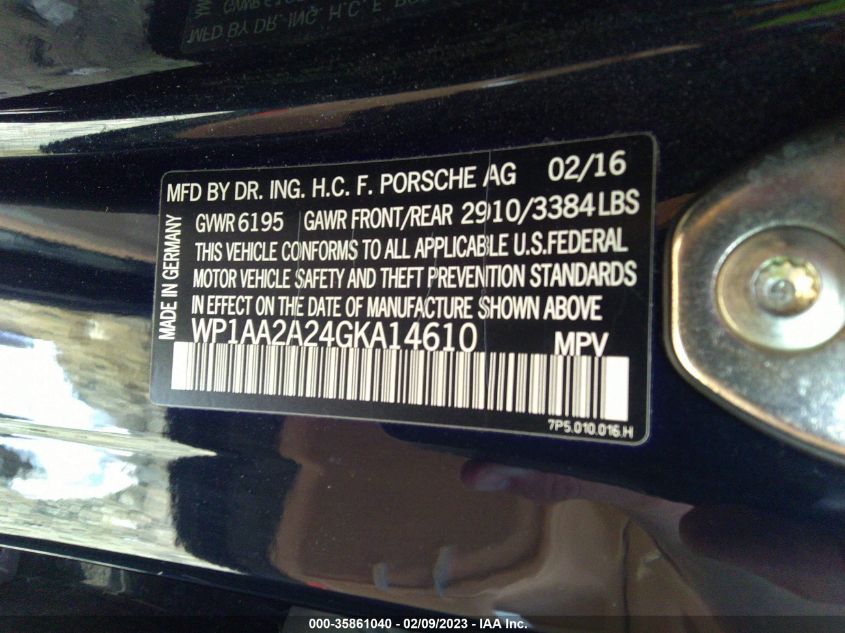 MFD BY DR. ING. H.C. F. PORSCHE AG 02/16
GVWR 6195 GAWR FRONT/REAR 2910/3384 LBS
THIS VEHICLE CONFORMS TO ALL APPLICABLE U.S. FEDERAL
MOTOR VEHICLE SAFETY AND THEFT PREVENTION STANDARDS
IN EFFECT ON THE DATE OF MANUFACTURE SHOWN ABOVE
WP1AA2A24GKA14610 MPV
7P5.010.016.H
MADE IN GERMANY
000-35861040 - 02/09/2023 - IAA Inc.